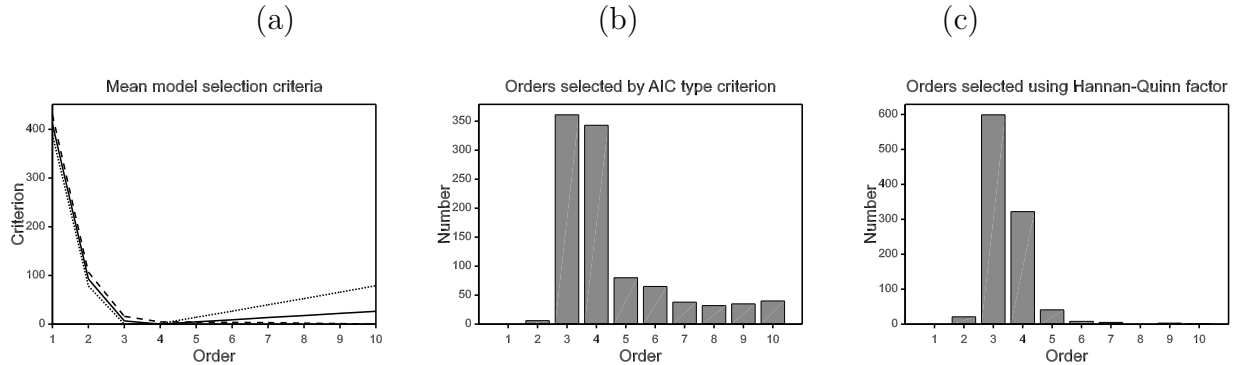 (a)
(b)
(c)
Mean model selection criteria
Criterion
400
300
200
100
0
1 2 3 4 5 6 7 8 9 10
Order
Orders selected by AIC type criterion
Number
350
300
250
200
150
100
50
0
1 2 3 4 5 6 7 8 9 10
Order
Orders selected using Hannan-Quinn factor
Number
600
500
400
300
200
100
0
1 2 3 4 5 6 7 8 9 10
Order